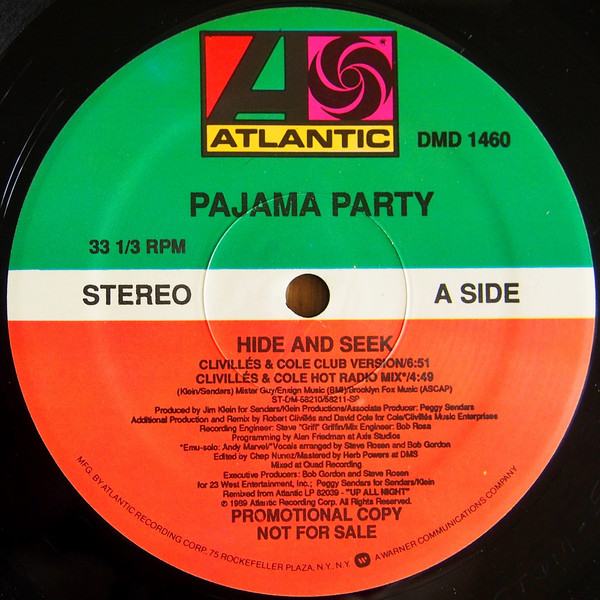 ATLANTIC
DMD 1460
PAJAMA PARTY
33 1/3 RPM
STEREO
A SIDE
HIDE AND SEEK
CLIVILLÉS & COLE CLUB VERSION/6:51
CLIVILLÉS & COLE HOT RADIO MIX*/4:49
(Klein/Sendars) Mister Guy/Ensign Music (BMI)/Brooklyn Fox Music (ASCAP)
ST-DM-58210/58211-SP
Produced by Jim Klein for Sendars/Klein Productions/Associate Producer: Peggy Sendars
Additional Production and Remix by Robert Clivillés and David Cole for Cole/Clivillés Music Enterprises
Recording Engineer: Steve "Griff" Griffin/Mix Engineer: Bob Rosa
Programming by Alan Friedman at Axis Studios
*Emu-solo: Andy Marvel/*Vocals arranged by Steve Rosen and Bob Gordon
Edited by Chep Nunez/Mastered by Herb Powers at DMS
Mixed at Quad Recording
Executive Producers: Bob Gordon and Steve Rosen
for 23 West Entertainment, Inc.; Peggy Sendars for Sendars/Klein
Remixed from Atlantic LP 82039 - "UP ALL NIGHT"
℗ 1989 Atlantic Recording Corp. All Rights Reserved.
PROMOTIONAL COPY
NOT FOR SALE
MFG. BY ATLANTIC RECORDING CORP. 75 ROCKEFELLER PLAZA, N.Y., N.Y. A WARNER COMMUNICATIONS COMPANY